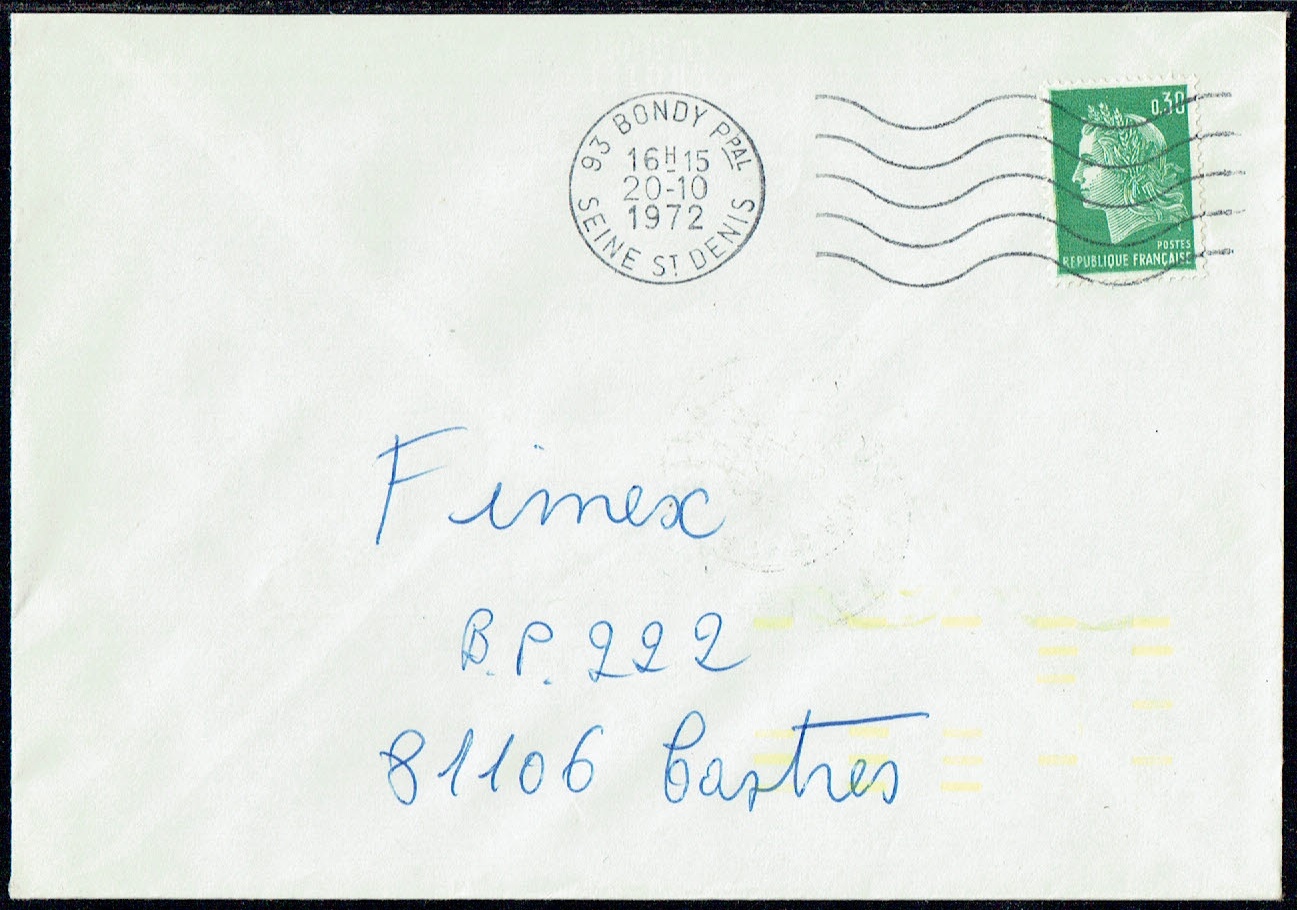 93 BONDY PPAL
16H15
20-10
1972
SEINE ST DENIS
0,30
POSTES
REPUBLIQUE FRANÇAISE
Fimex
B.P. 222
81106 Castres